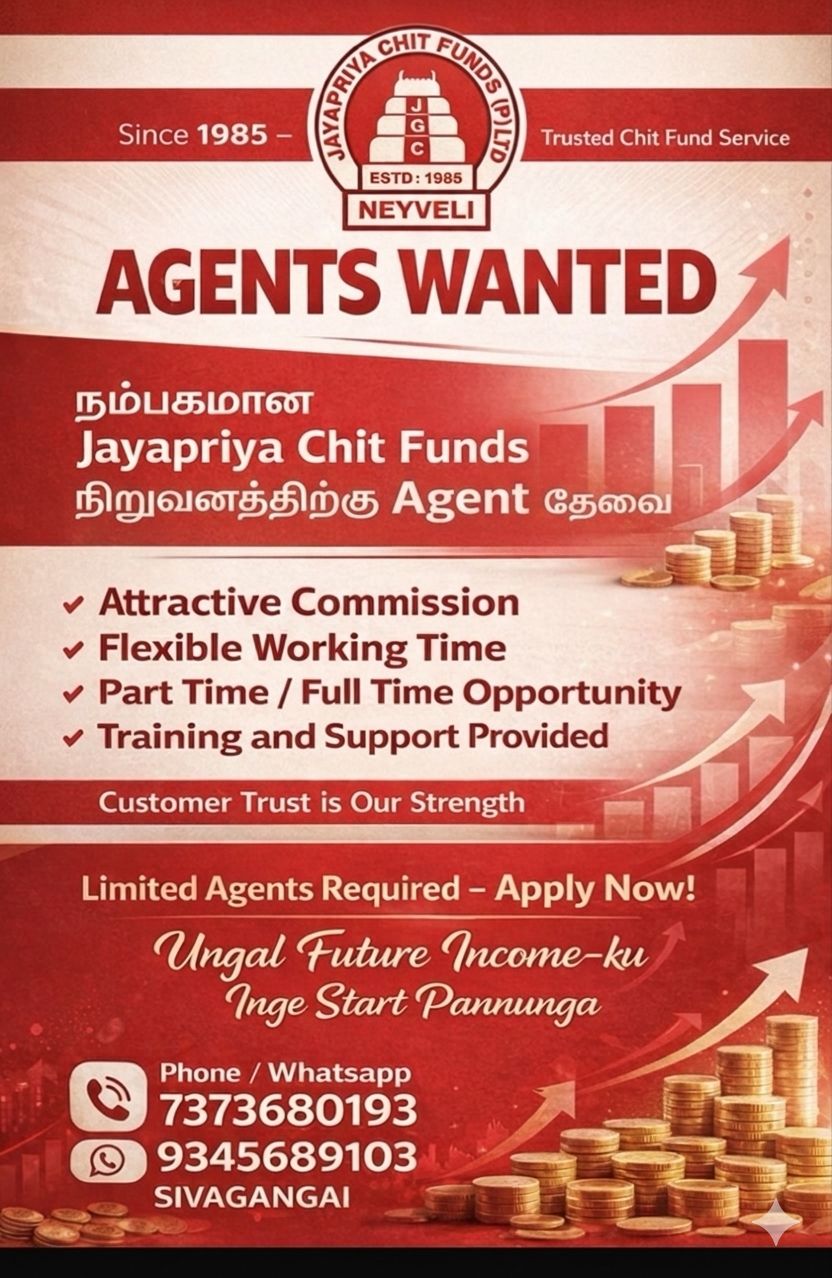 JAYAPRIYA CHIT FUNDS (P) LTD
Since 1985 –
J
G
C
Trusted Chit Fund Service
ESTD : 1985
NEYVELI
AGENTS WANTED
நம்பகமான
Jayapriya Chit Funds
நிறுவனத்திற்கு Agent தேவை
Attractive Commission
Flexible Working Time
Part Time / Full Time Opportunity
Training and Support Provided
Customer Trust is Our Strength
Limited Agents Required – Apply Now!
Ungal Future Income-ku
Inge Start Pannunga
Phone / Whatsapp
7373680193
9345689103
SIVAGANGAI